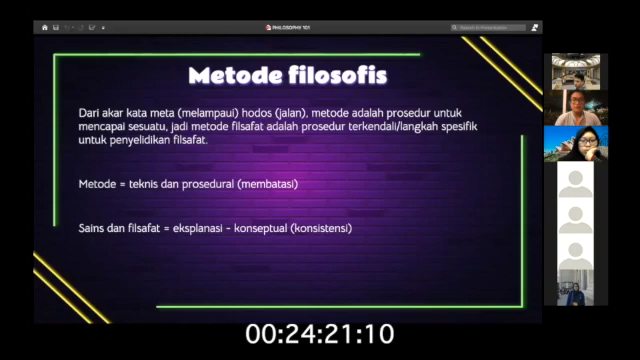 PHILOSOPHY 101
Metode filosofis
Dari akar kata meta (melampaui) hodos (jalan), metode adalah prosedur untuk
mencapai sesuatu, jadi metode filsafat adalah prosedur terkendali/langkah spesifik
untuk penyelidikan filsafat.
Metode = teknis dan prosedural (membatasi)
Sains dan filsafat = eksplanasi - konseptual (konsistensi)
00:24:21:10